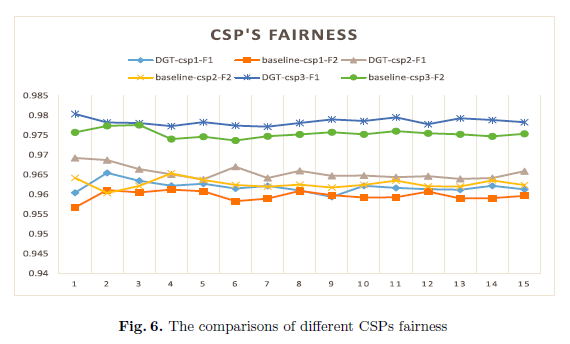 CSP'S FAIRNESS
DGT-csp1-F1 baseline-csp1-F2 DGT-csp2-F1
baseline-csp2-F2 DGT-csp3-F1 baseline-csp3-F2
0.985
0.98
0.975
0.97
0.965
0.96
0.955
0.95
0.945
0.94
1 2 3 4 5 6 7 8 9 10 11 12 13 14 15
Fig. 6. The comparisons of different CSPs fairness